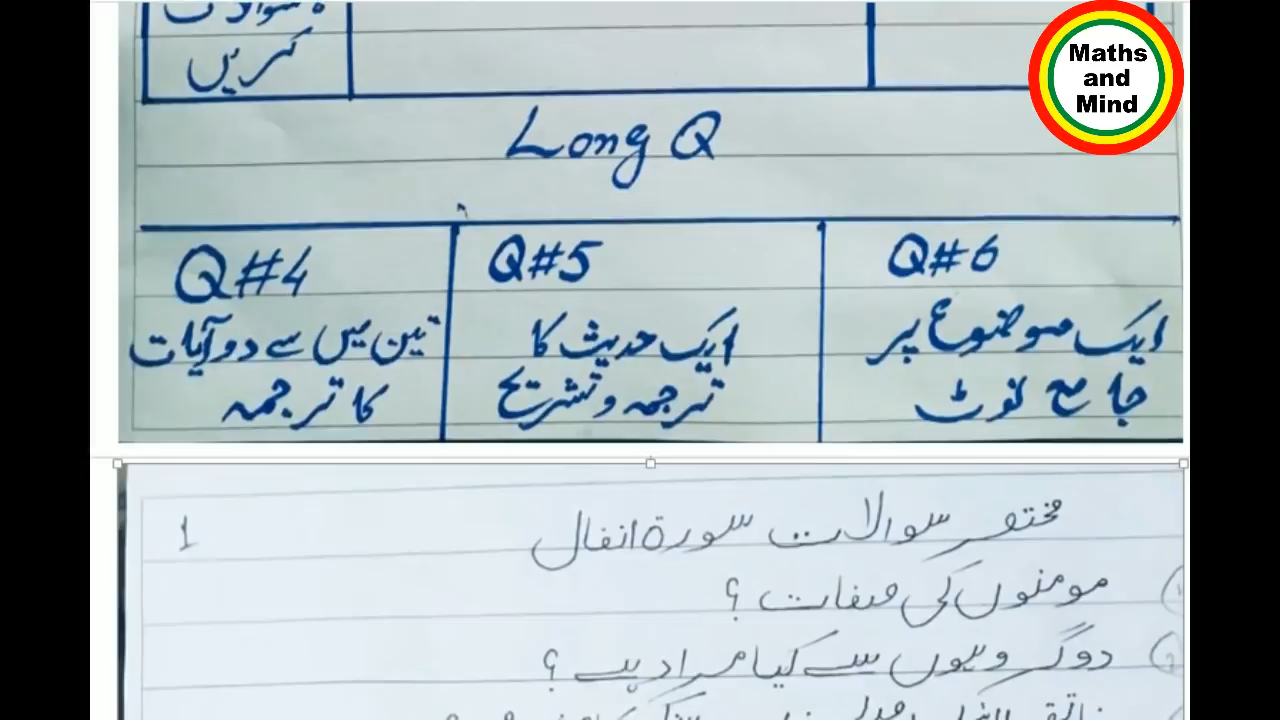 کریں
Maths
and
Mind
Long Q
Q#4
تین میں سے دو آیات
کا ترجمہ
Q#5
ایک حدیث کا
ترجمہ و تشریح
Q#6
ایک موضوع پر
جامع نوٹ
مختصر سوالات سورۃ انفال
1
مومنوں کی صفات ؟
دو گروہوں سے کیا مراد ہے ؟